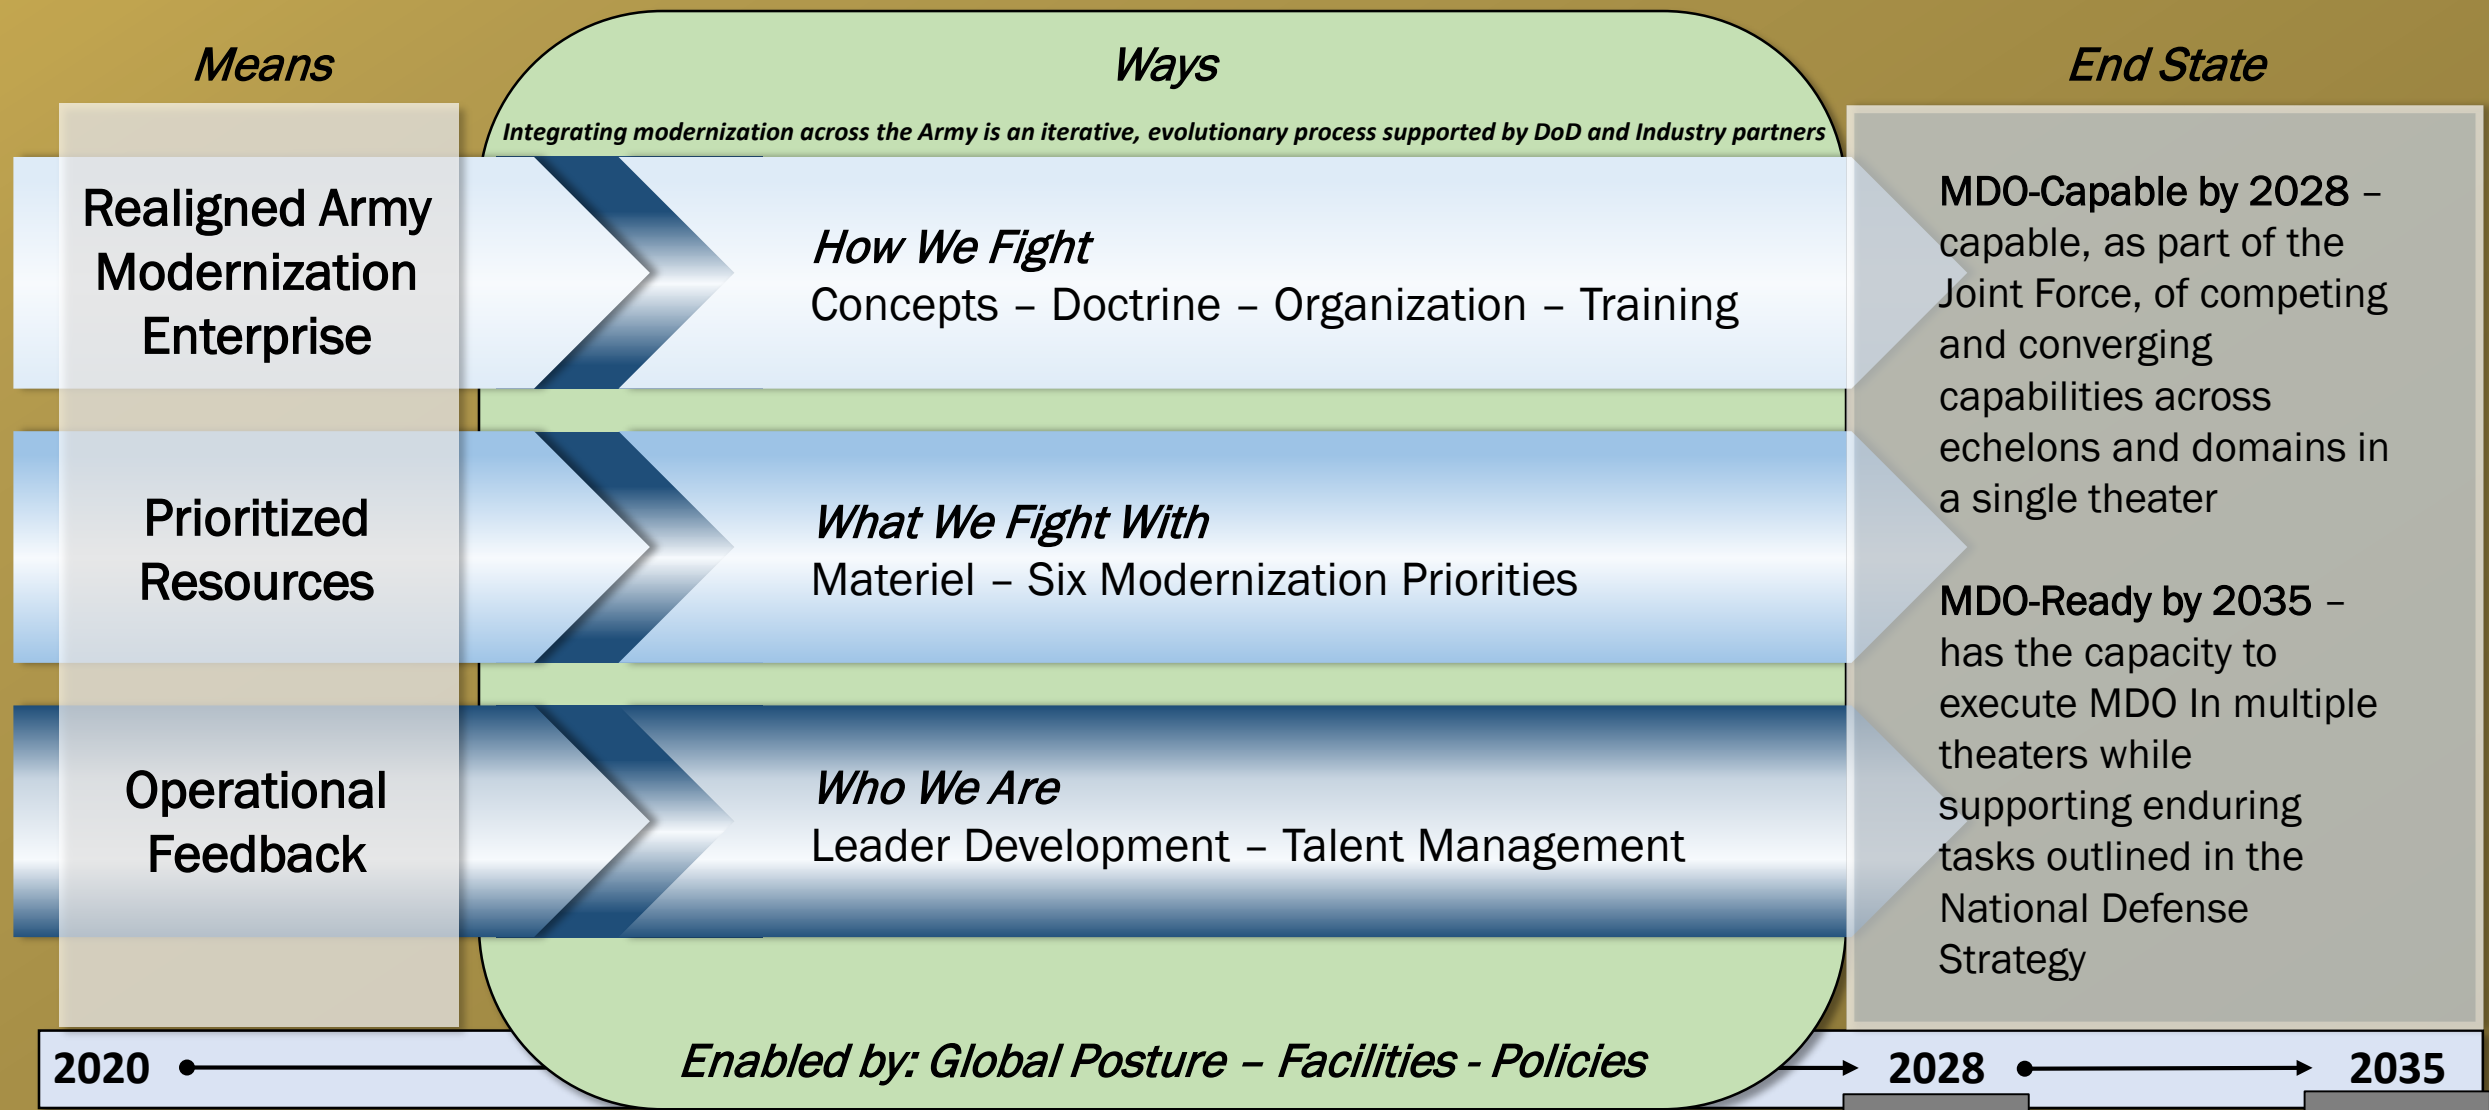 Means
Ways
End State
Integrating modernization across the Army is an iterative, evolutionary process supported by DoD and Industry partners
Realigned Army
Modernization
Enterprise
How We Fight
Concepts – Doctrine – Organization – Training
Prioritized
Resources
What We Fight With
Materiel – Six Modernization Priorities
Operational
Feedback
Who We Are
Leader Development – Talent Management
MDO-Capable by 2028 –
capable, as part of the
Joint Force, of competing
and converging
capabilities across
echelons and domains in
a single theater
MDO-Ready by 2035 –
has the capacity to
execute MDO In multiple
theaters while
supporting enduring
tasks outlined in the
National Defense
Strategy
Enabled by: Global Posture – Facilities - Policies
2020
2028
2035